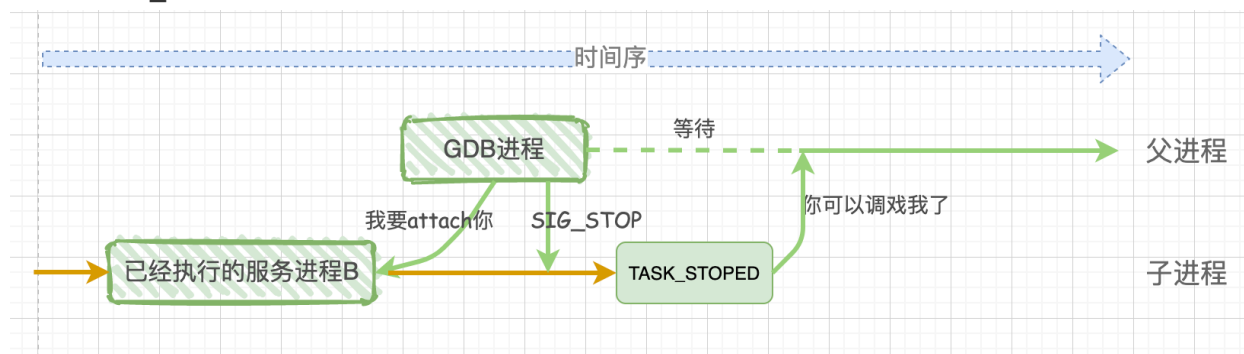 时间序
GDB进程
等待
父进程
我要attach你
SIG_STOP
你可以调戏我了
已经执行的服务进程B
TASK_STOPED
子进程